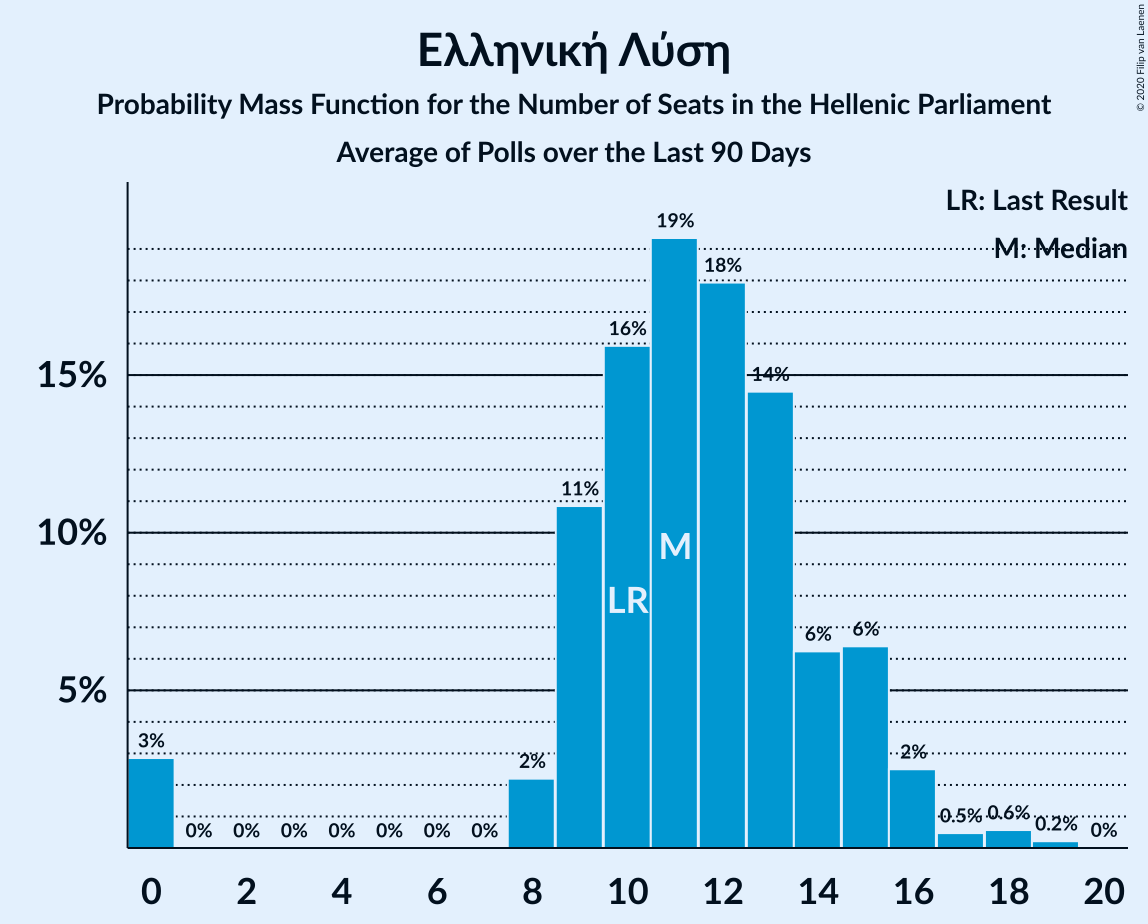 Ελληνική Λύση
Probability Mass Function for the Number of Seats in the Hellenic Parliament
Average of Polls over the Last 90 Days
© 2020 Filip van Laenen
LR: Last Result
M: Median
15%
10%
5%
3%
0%
0%
0%
0%
0%
0%
0%
2%
11%
16%
19%
18%
14%
6%
6%
2%
0.5%
0.6%
0.2%
0%
LR
M
0 2 4 6 8 10 12 14 16 18 20